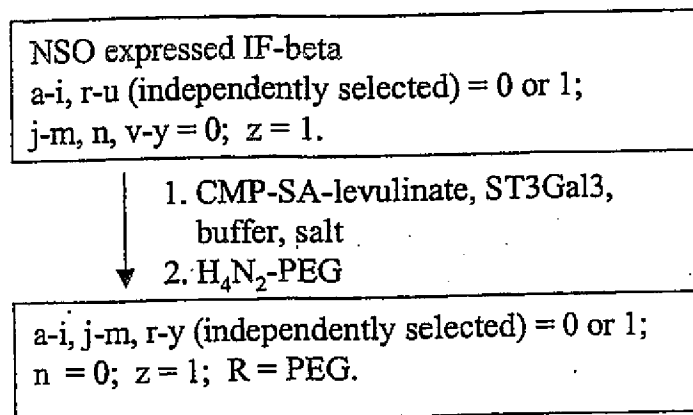 NSO expressed IF-beta
a-i, r-u (independently selected) = 0 or 1;
j-m, n, v-y = 0; z = 1.
1. CMP-SA-levulinate, ST3Gal3,
buffer, salt
2. H₄N₂-PEG
a-i, j-m, r-y (independently selected) = 0 or 1;
n = 0; z = 1; R = PEG.